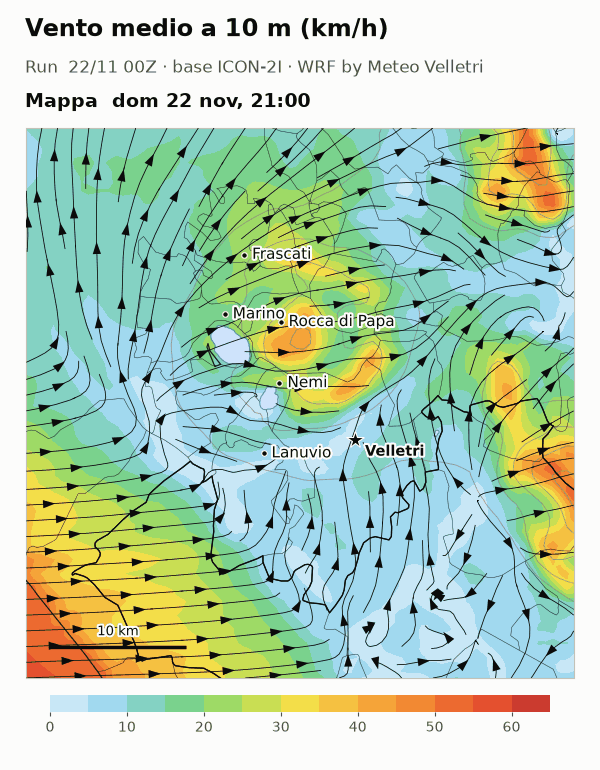 Vento medio a 10 m (km/h)
Run  22/11 00Z · base ICON-2I · WRF by Meteo Velletri
Mappa  dom 22 nov, 21:00
Frascati
Marino
Rocca di Papa
Nemi
Lanuvio
Velletri
10 km
0 10 20 30 40 50 60